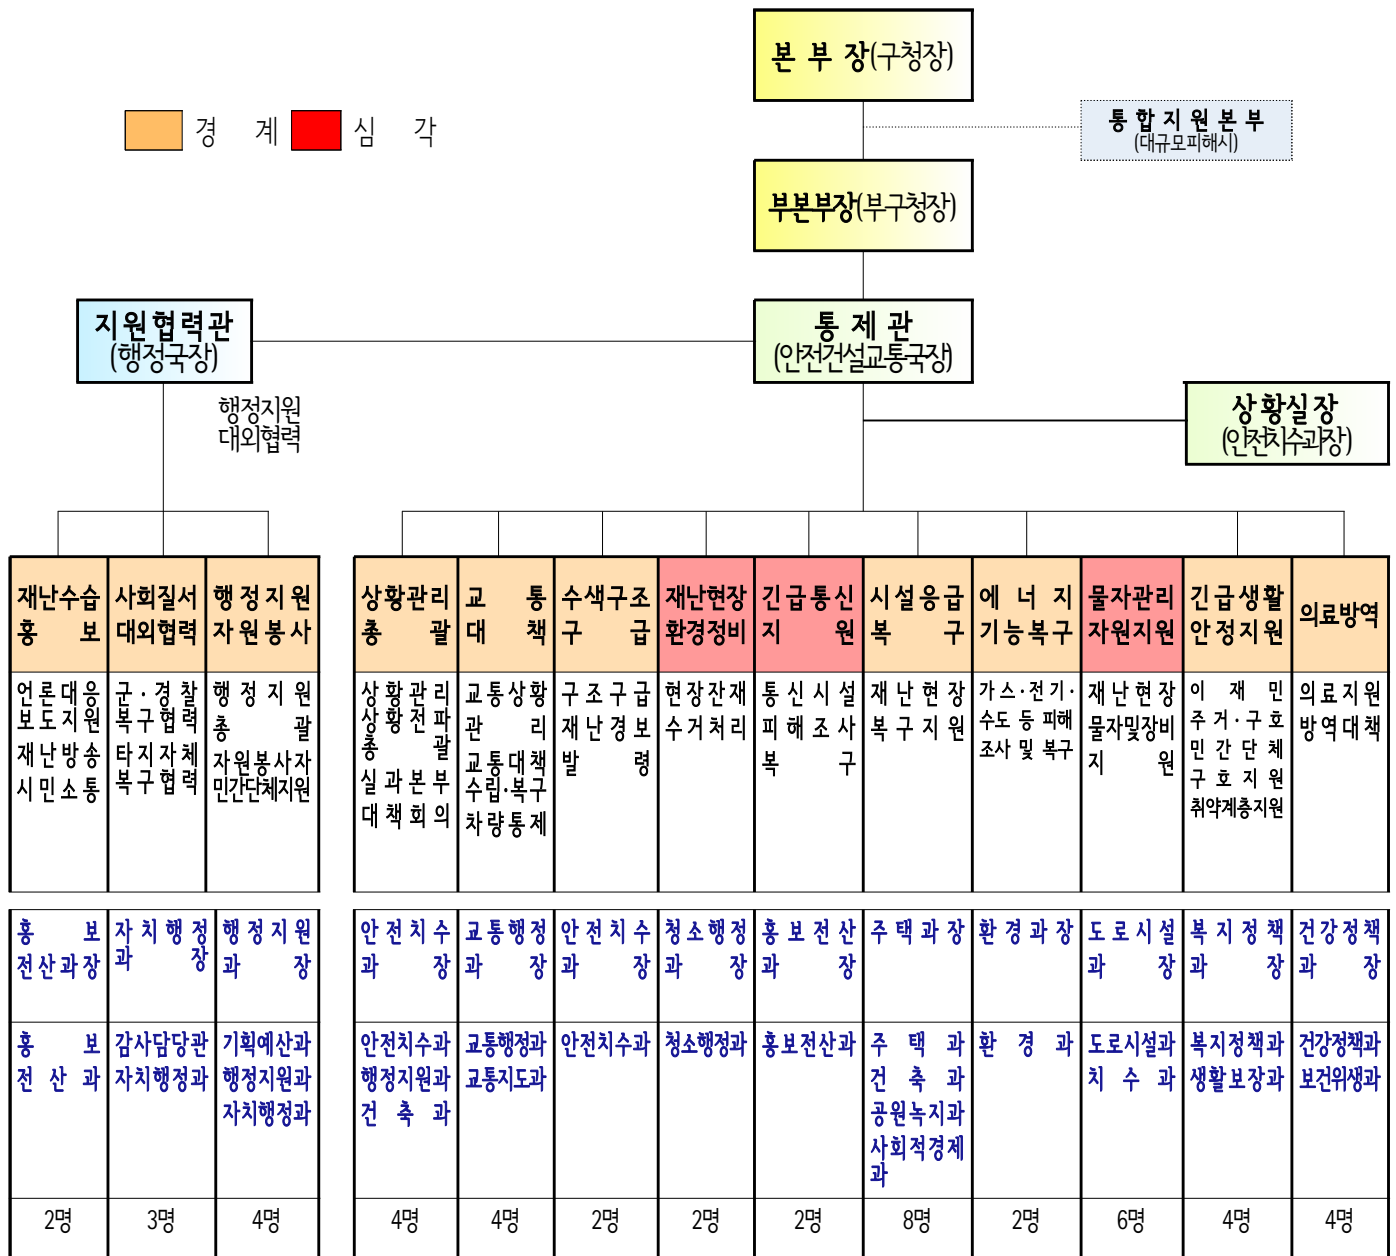 본 부 장(구청장)
경 계
심 각
통 합 지 원 본 부
(대규모피해시)
부본부장(부구청장)
지원협력관
(행정국장)
통 제 관
(안전건설교통국장)
행정지원
대외협력
상황실장
(안전치수과장)
재난수습
홍 보
사회질서
대외협력
행정지원
자원봉사
상황관리
총 괄
교 통
대 책
수색구조
구 급
재난현장
환경정비
긴급통신
지 원
시설응급
복 구
에 너 지
기능복구
물자관리
자원지원
긴급생활
안정지원
의료방역
언론대응
보도지원
재난방송
시민소통
군·경찰
복구협력
타지자체
복구협력
행정지원
총 괄
자원봉사자
민간단체지원
상황관리
상황전파
총 괄
실과본부
대책회의
교통상황
관 리
교통대책
수립·복구
차량통제
구조구급
재난경보
발 령
현장잔재
수거처리
통신시설
피해조사
복 구
재난현장
복구지원
가스·전기·
수도 등 피해
조사 및 복구
재난현장
물자및장비
지 원
이 재 민
주거·구호
민간단체
구호지원
취약계층지원
의료지원
방역대책
홍 보
전산과장
자치행정
과 장
행정지원
과 장
안전치수
과 장
교통행정
과 장
안전치수
과 장
청소행정
과 장
홍보전산
과 장
주택과장
환경과장
도로시설
과 장
복지정책
과 장
건강정책
과 장
홍 보
전 산 과
감사담당관
자치행정과
기획예산과
행정지원과
자치행정과
안전치수과
행정지원과
건 축 과
교통행정과
교통지도과
안전치수과
청소행정과
홍보전산과
주 택 과
건 축 과
공원녹지과
사회적경제
과
환 경 과
도로시설과
치 수 과
복지정책과
생활보장과
건강정책과
보건위생과
2명
3명
4명
4명
4명
2명
2명
2명
8명
2명
6명
4명
4명